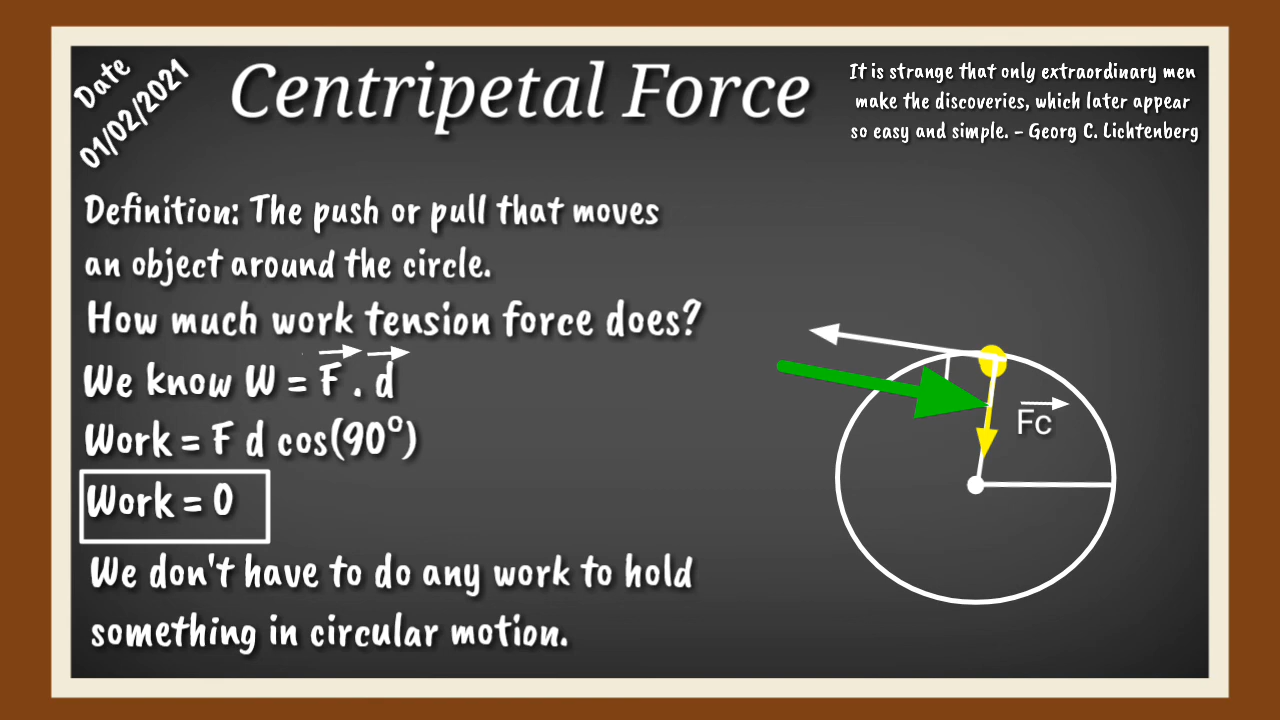 Date
01/02/2021
Centripetal Force
It is strange that only extraordinary men
make the discoveries, which later appear
so easy and simple. - Georg C. Lichtenberg
Definition: The push or pull that moves
an object around the circle.
How much work tension force does?
We know W = F⃗ . d⃗
Work = F d cos(90°)
Work = 0
We don't have to do any work to hold
something in circular motion.
F⃗c